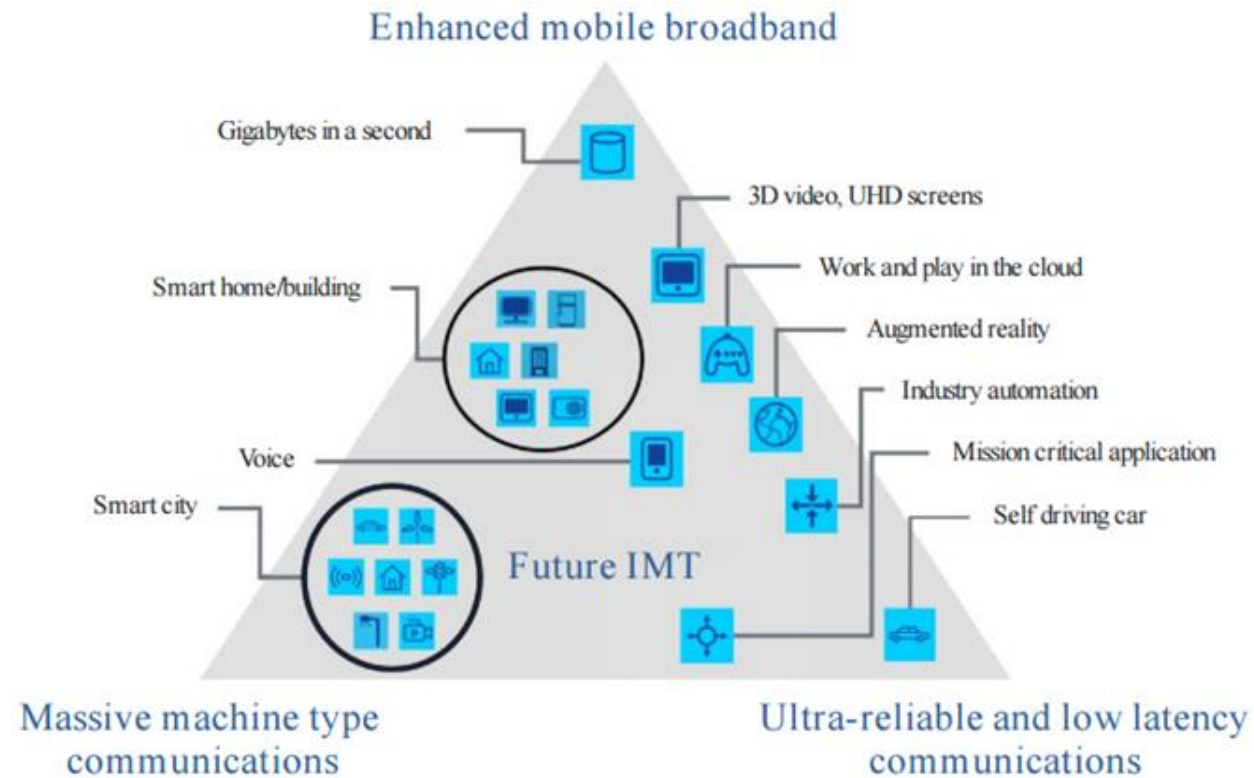 Enhanced mobile broadband
Gigabytes in a second
3D video, UHD screens
Work and play in the cloud
Smart home/building
Augmented reality
Industry automation
Voice
Mission critical application
Smart city
Self driving car
Future IMT
Massive machine type
communications
Ultra-reliable and low latency
communications